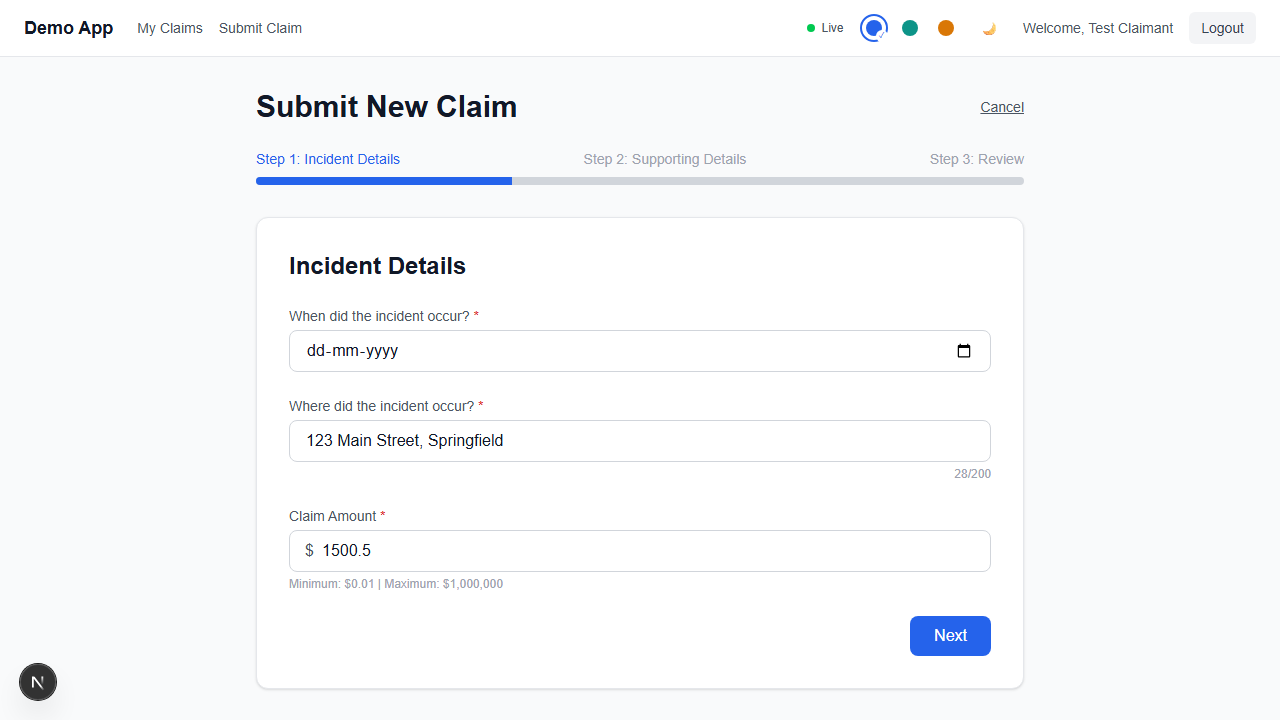 Demo App My Claims Submit Claim Live Welcome, Test Claimant Logout
Submit New Claim Cancel
Step 1: Incident Details Step 2: Supporting Details Step 3: Review
Incident Details
When did the incident occur? *
dd-mm-yyyy
Where did the incident occur? *
123 Main Street, Springfield
28/200
Claim Amount *
$ 1500.5
Minimum: $0.01 | Maximum: $1,000,000
Next
N